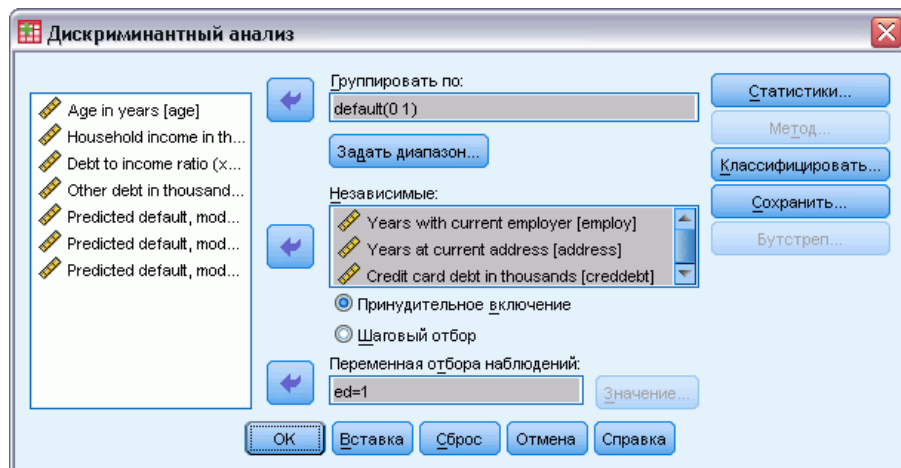 Дискриминантный анализ
Age in years [age]
Household income in th...
Debt to income ratio (x...
Other debt in thousand...
Predicted default, mod...
Predicted default, mod...
Predicted default, mod...
Группировать по:
default(0 1)
Задать диапазон...
Независимые:
Years with current employer [employ]
Years at current address [address]
Credit card debt in thousands [creddebt]
Принудительное включение
Шаговый отбор
Переменная отбора наблюдений:
ed=1
Значение...
Статистики...
Метод...
Классифицировать...
Сохранить...
Бутстреп...
OK
Вставка
Сброс
Отмена
Справка